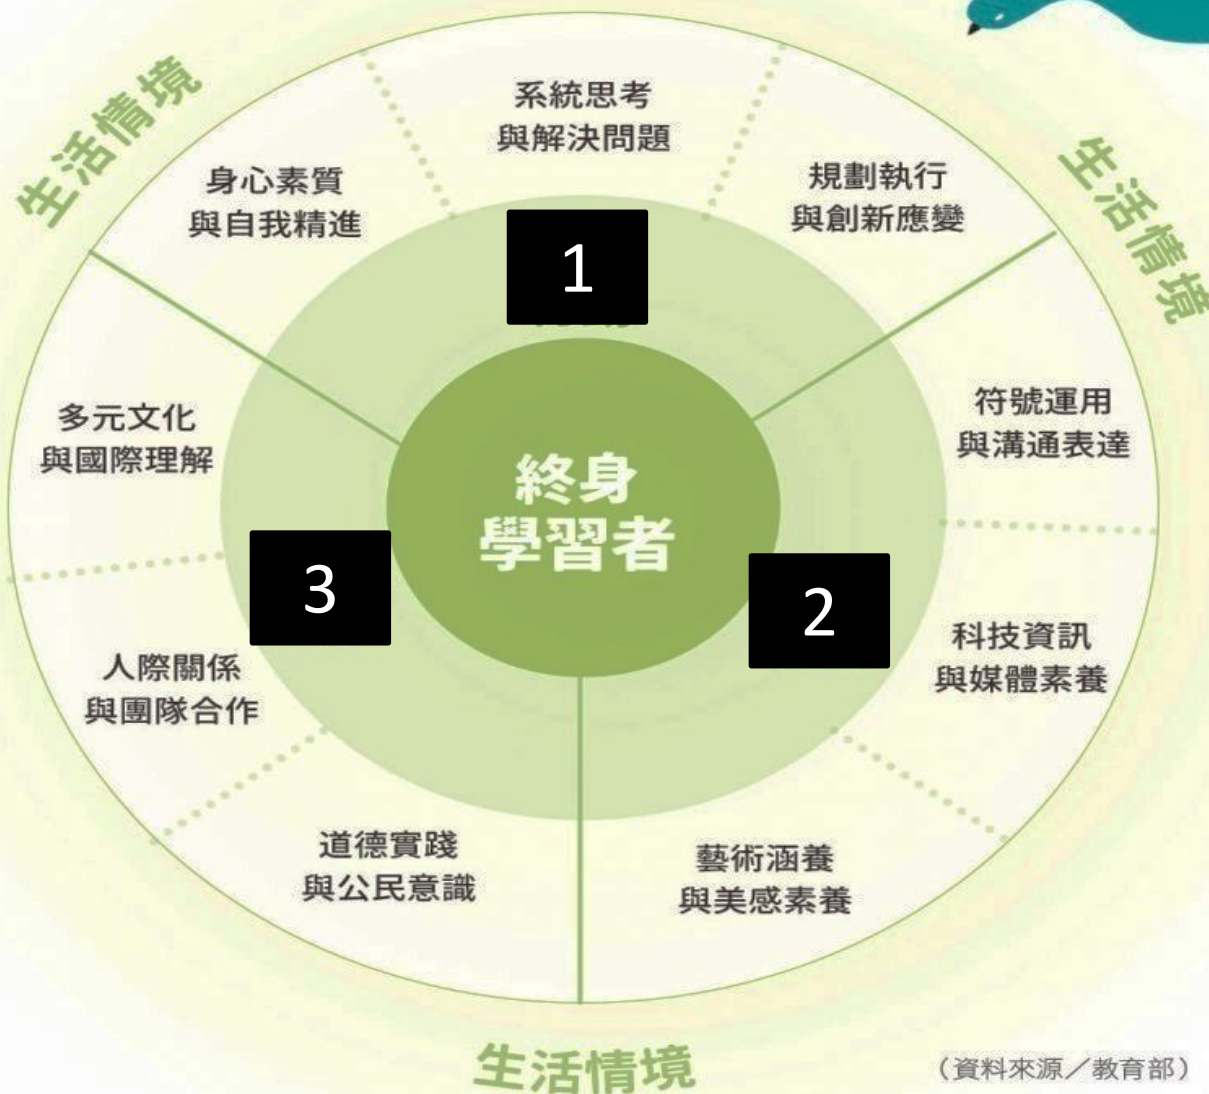 生活情境
系統思考
與解決問題
身心素質
與自我精進
規劃執行
與創新應變
生活情境
1
多元文化
與國際理解
符號運用
與溝通表達
終身
學習者
3
2
人際關係
與團隊合作
科技資訊
與媒體素養
道德實踐
與公民意識
藝術涵養
與美感素養
生活情境
(資料來源／教育部)